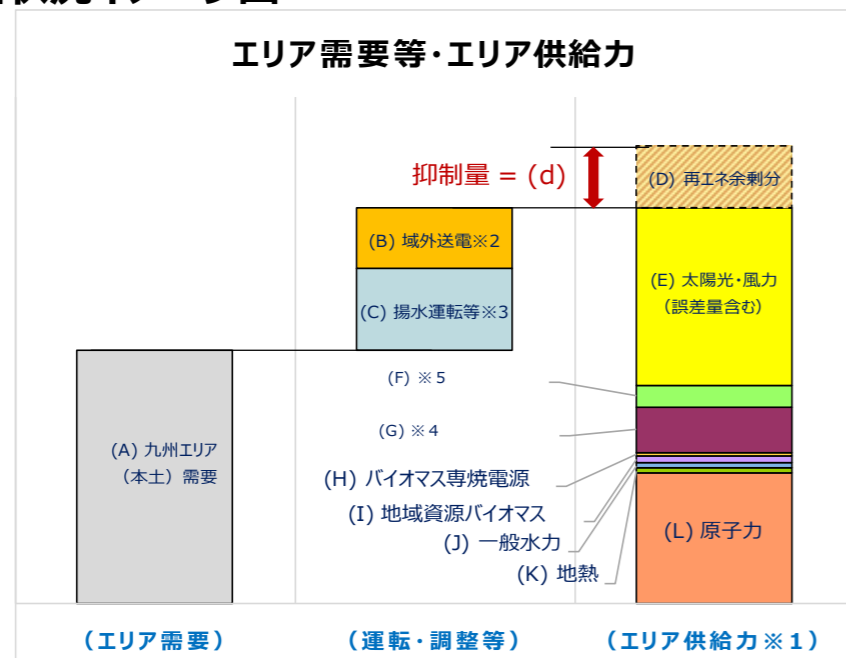 エリア需要等・エリア供給力
抑制量 = (d)
(D) 再エネ余剰分
(B) 域外送電※2
(C) 揚水運転等※3
(E) 太陽光・風力
（誤差量含む）
(F) ※5
(G) ※4
(A) 九州エリア
（本土）需要
(H) バイオマス専焼電源
(I) 地域資源バイオマス
(J) 一般水力
(K) 地熱
(L) 原子力
（エリア需要）
（運転・調整等）
（エリア供給力※1）